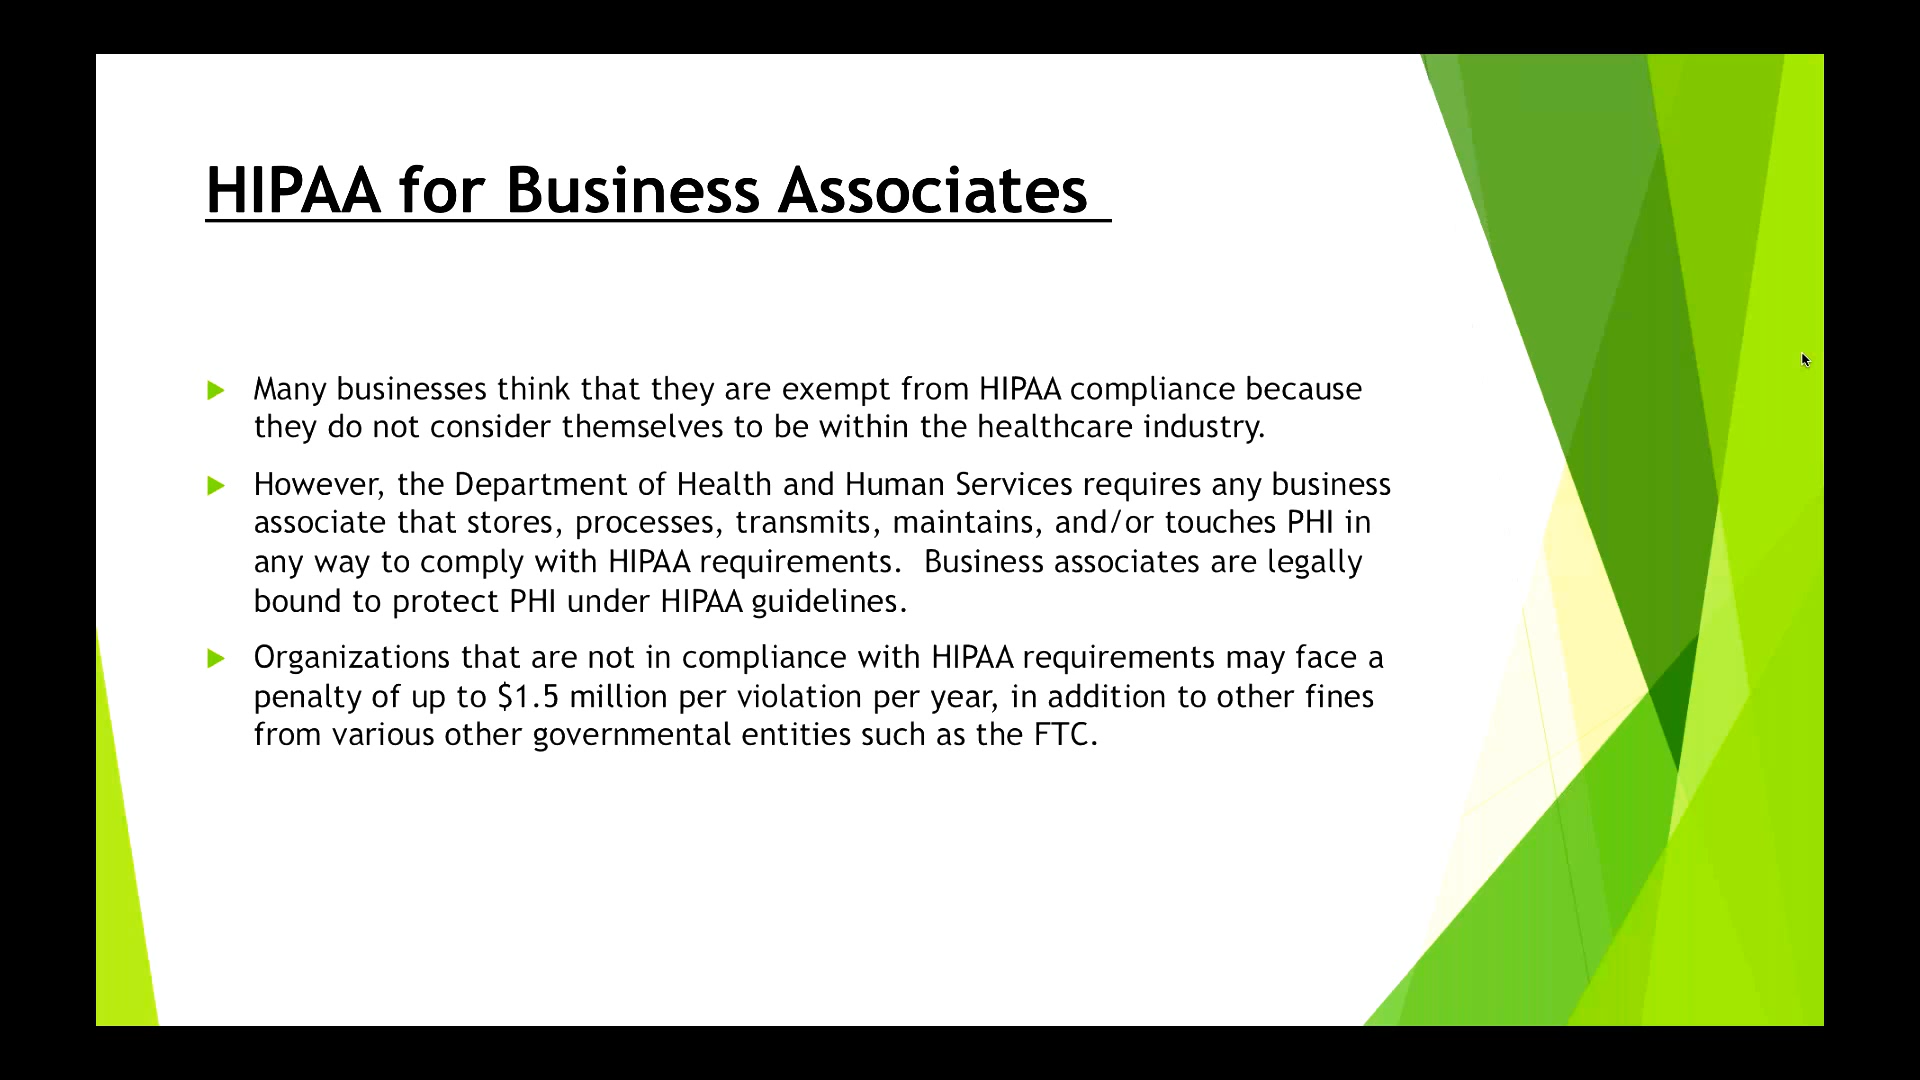 HIPAA for Business Associates
Many businesses think that they are exempt from HIPAA compliance because
they do not consider themselves to be within the healthcare industry.
However, the Department of Health and Human Services requires any business
associate that stores, processes, transmits, maintains, and/or touches PHI in
any way to comply with HIPAA requirements.  Business associates are legally
bound to protect PHI under HIPAA guidelines.
Organizations that are not in compliance with HIPAA requirements may face a
penalty of up to $1.5 million per violation per year, in addition to other fines
from various other governmental entities such as the FTC.